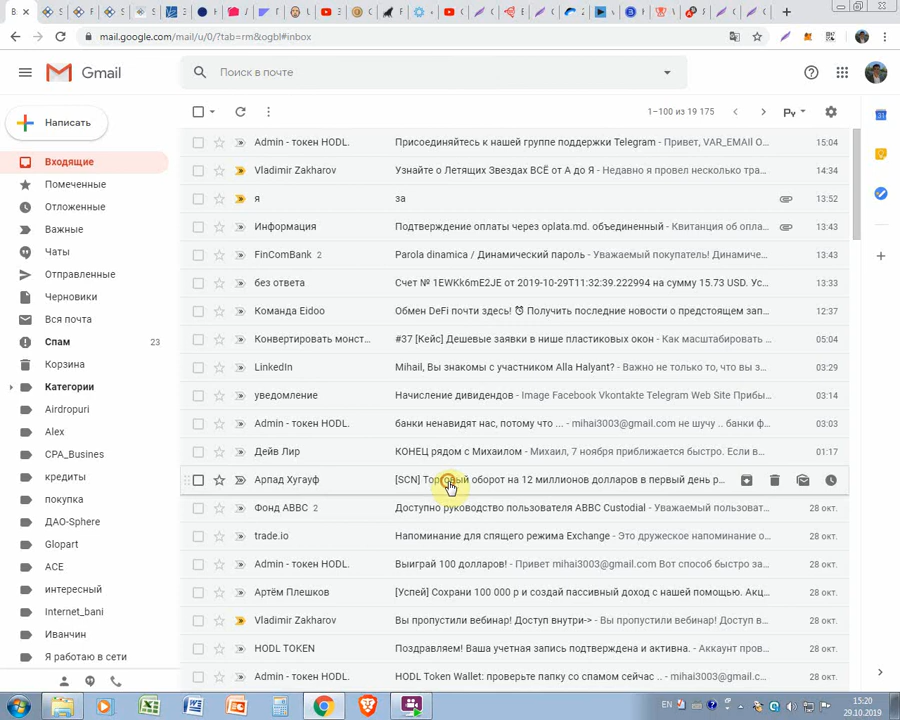 mail.google.com/mail/u/0/?tab=rm&ogbl#inbox
Gmail
Поиск в почте
Написать
1–100 из 19 175
Входящие
Помеченные
Отложенные
Важные
Чаты
Отправленные
Черновики
Вся почта
Спам 23
Корзина
Категории
Airdropuri
Alex
CPA_Busines
кредиты
покупка
ДАО-Sphere
Glopart
ACE
интересный
Internet_bani
Иванчин
Я работаю в сети
Admin - токен HODL. Присоединяйтесь к нашей группе поддержки Telegram - Привет, VAR_EMAIl О... 15:04
Vladimir Zakharov Узнайте о Летящих Звездах ВСЁ от А до Я - Недавно я провел несколько тра... 14:34
я за 13:52
Информация Подтверждение оплаты через oplata.md. объединенный - Квитанция об опла... 13:43
FinComBank 2 Parola dinamica / Динамический пароль - Уважаемый покупатель! Динамиче... 13:43
без ответа Счет № 1EWKk6mE2JE от 2019-10-29T11:32:39.222994 на сумму 15.73 USD. Ус... 13:33
Команда Eidoo Обмен DeFi почти здесь! ⏰ Получить последние новости о предстоящем зап... 12:37
Конвертировать монст... #37 [Кейс] Дешевые заявки в нише пластиковых окон - Как масштабировать ... 05:04
LinkedIn Mihail, Вы знакомы с участником Alla Halyant? - Важно не только то, что вы з... 03:29
уведомление Начисление дивидендов - Image Facebook Vkontakte Telegram Web Site Прибы... 03:14
Admin - токен HODL. банки ненавидят нас, потому что ... - mihai3003@gmail.com не шучу .. банки ф... 03:03
Дейв Лир КОНЕЦ рядом с Михаилом - Михаил, 7 ноября приближается быстро. Если в... 01:17
Арпад Хугауф [SCN] Торговый оборот на 12 миллионов долларов в первый день р...
Фонд ABBC 2 Доступно руководство пользователя ABBC Custodial - Уважаемый пользоват... 28 окт.
trade.io Напоминание для спящего режима Exchange - Это дружеское напоминание о... 28 окт.
Admin - токен HODL. Выиграй 100 долларов! - Привет mihai3003@gmail.com Вот способ быстро за... 28 окт.
Артём Плешков [Успей] Сохрани 100 000 р и создай пассивный доход с нашей помощью. Акц... 28 окт.
Vladimir Zakharov Вы пропустили вебинар! Доступ внутри-> - Вы пропустили вебинар! Доступ в... 28 окт.
HODL TOKEN Поздравляем! Ваша учетная запись подтверждена и активна. - Аккаунт пров... 28 окт.
Admin - токен HODL. HODL Token Wallet: проверьте папку со спамом сейчас .. - mihai3003@gmail.c... 28 окт.
EN
15:20
29.10.2019